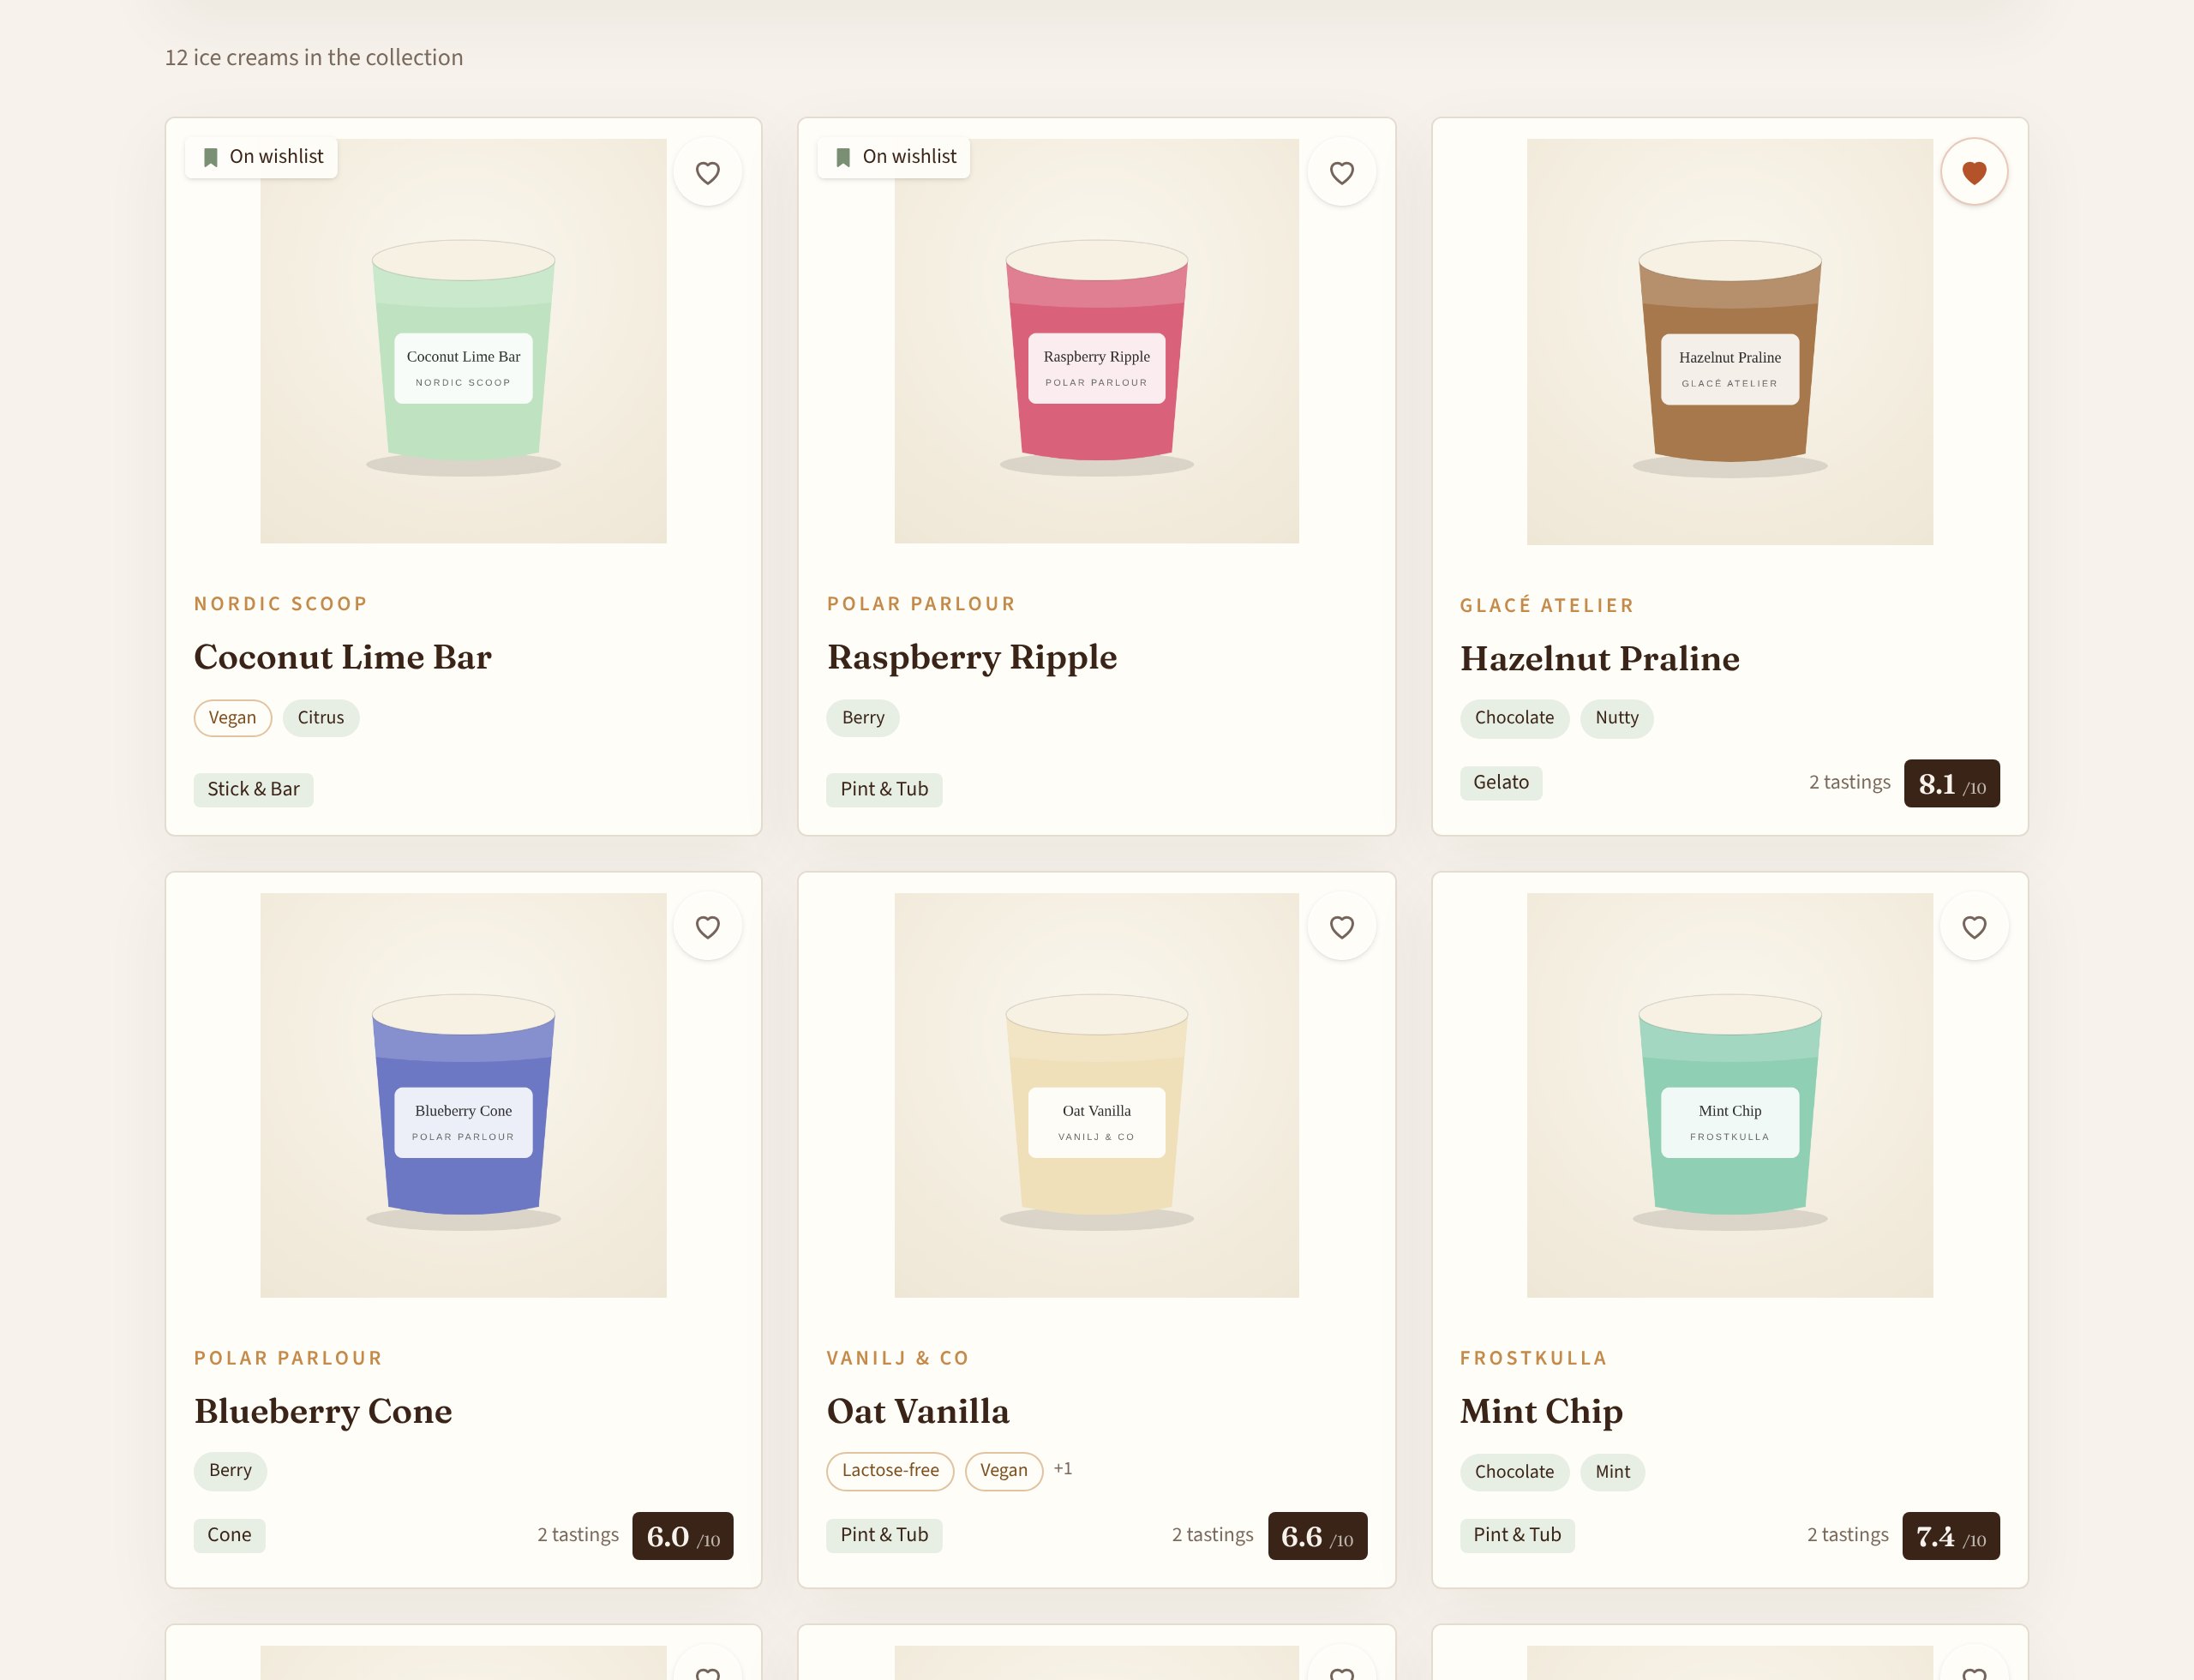 12 ice creams in the collection
On wishlist
Coconut Lime Bar
NORDIC SCOOP
NORDIC SCOOP
Coconut Lime Bar
Vegan Citrus
Stick & Bar
On wishlist
Raspberry Ripple
POLAR PARLOUR
POLAR PARLOUR
Raspberry Ripple
Berry
Pint & Tub
Hazelnut Praline
GLACÉ ATELIER
GLACÉ ATELIER
Hazelnut Praline
Chocolate Nutty
Gelato 2 tastings 8.1 /10
Blueberry Cone
POLAR PARLOUR
POLAR PARLOUR
Blueberry Cone
Berry
Cone 2 tastings 6.0 /10
Oat Vanilla
VANILJ & CO
VANILJ & CO
Oat Vanilla
Lactose-free Vegan +1
Pint & Tub 2 tastings 6.6 /10
Mint Chip
FROSTKULLA
FROSTKULLA
Mint Chip
Chocolate Mint
Pint & Tub 2 tastings 7.4 /10